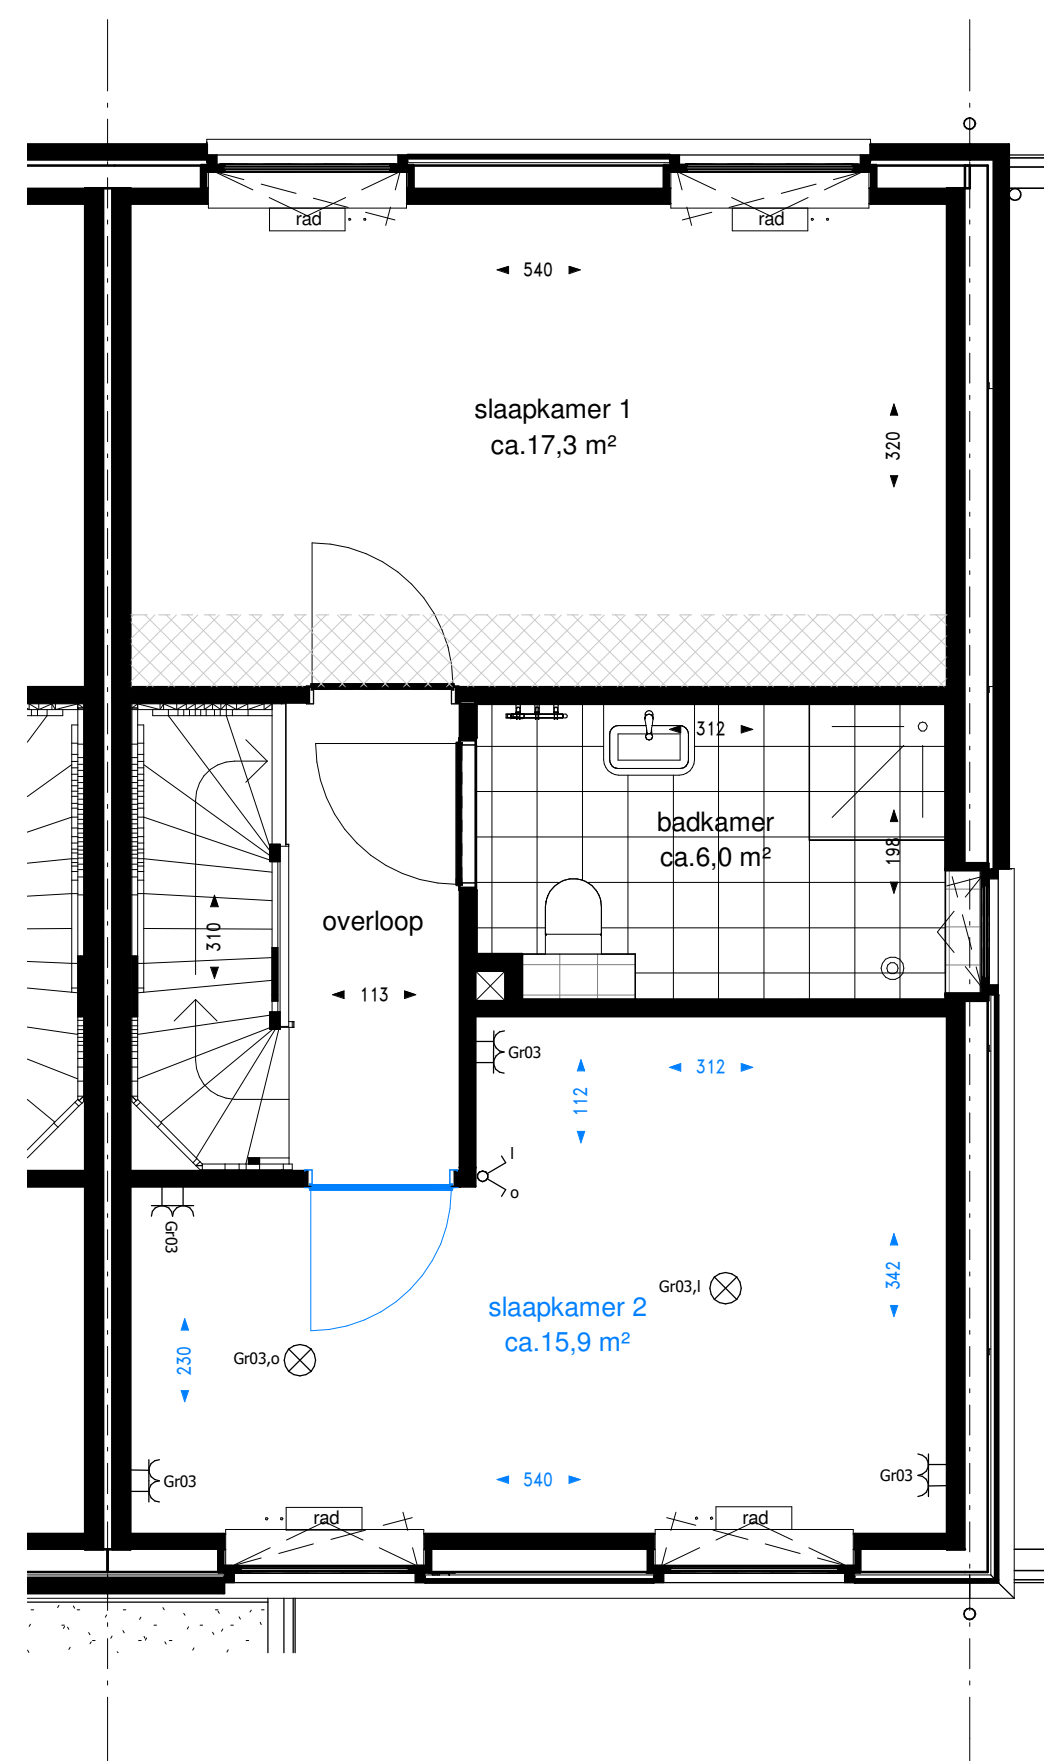 rad
rad
540
slaapkamer 1
ca.17,3 m²
320
312
badkamer
ca.6,0 m²
198
overloop
310
113
Gr03
312
112
l
o
Gr03
Gr03,l
342
slaapkamer 2
ca.15,9 m²
230
Gr03,o
Gr03
540
Gr03
rad
rad